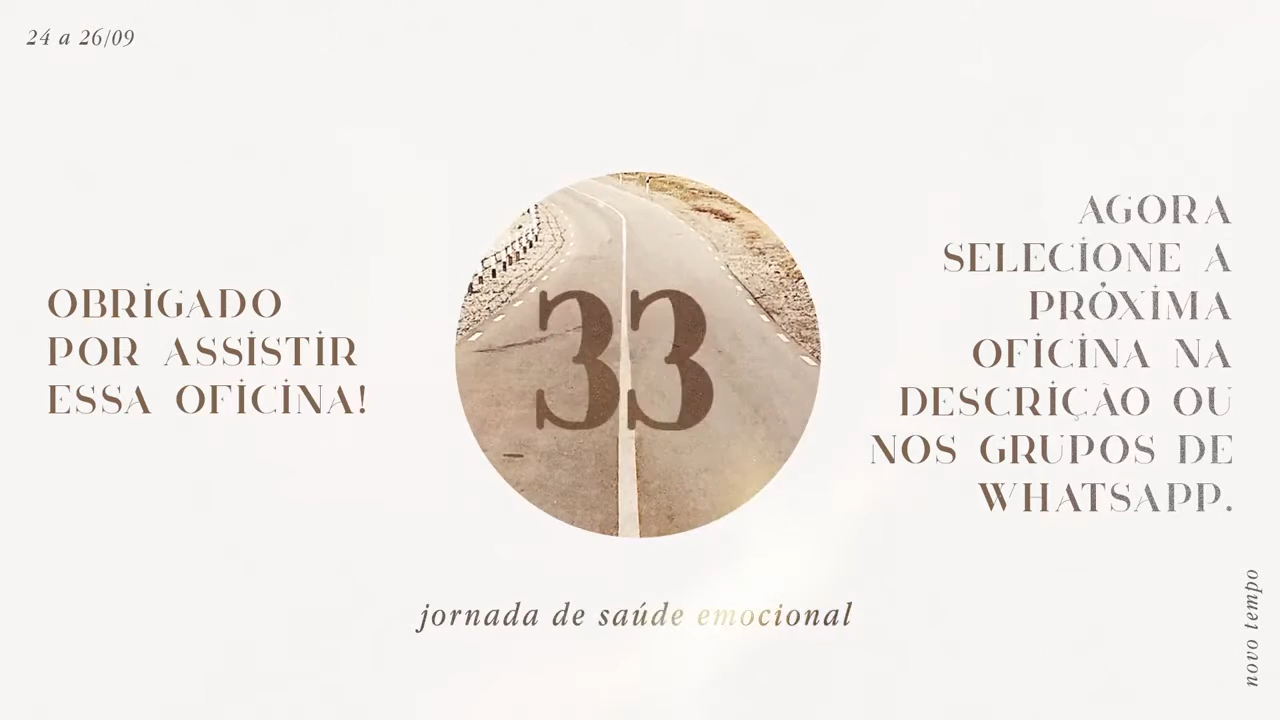 24 a 26/09
OBRIGADO
POR ASSISTIR
ESSA OFICINA!
33
AGORA
SELECIONE A
PRÓXIMA
OFICINA NA
DESCRIÇÃO OU
NOS GRUPOS DE
WHATSAPP.
jornada de saúde emocional
novo tempo